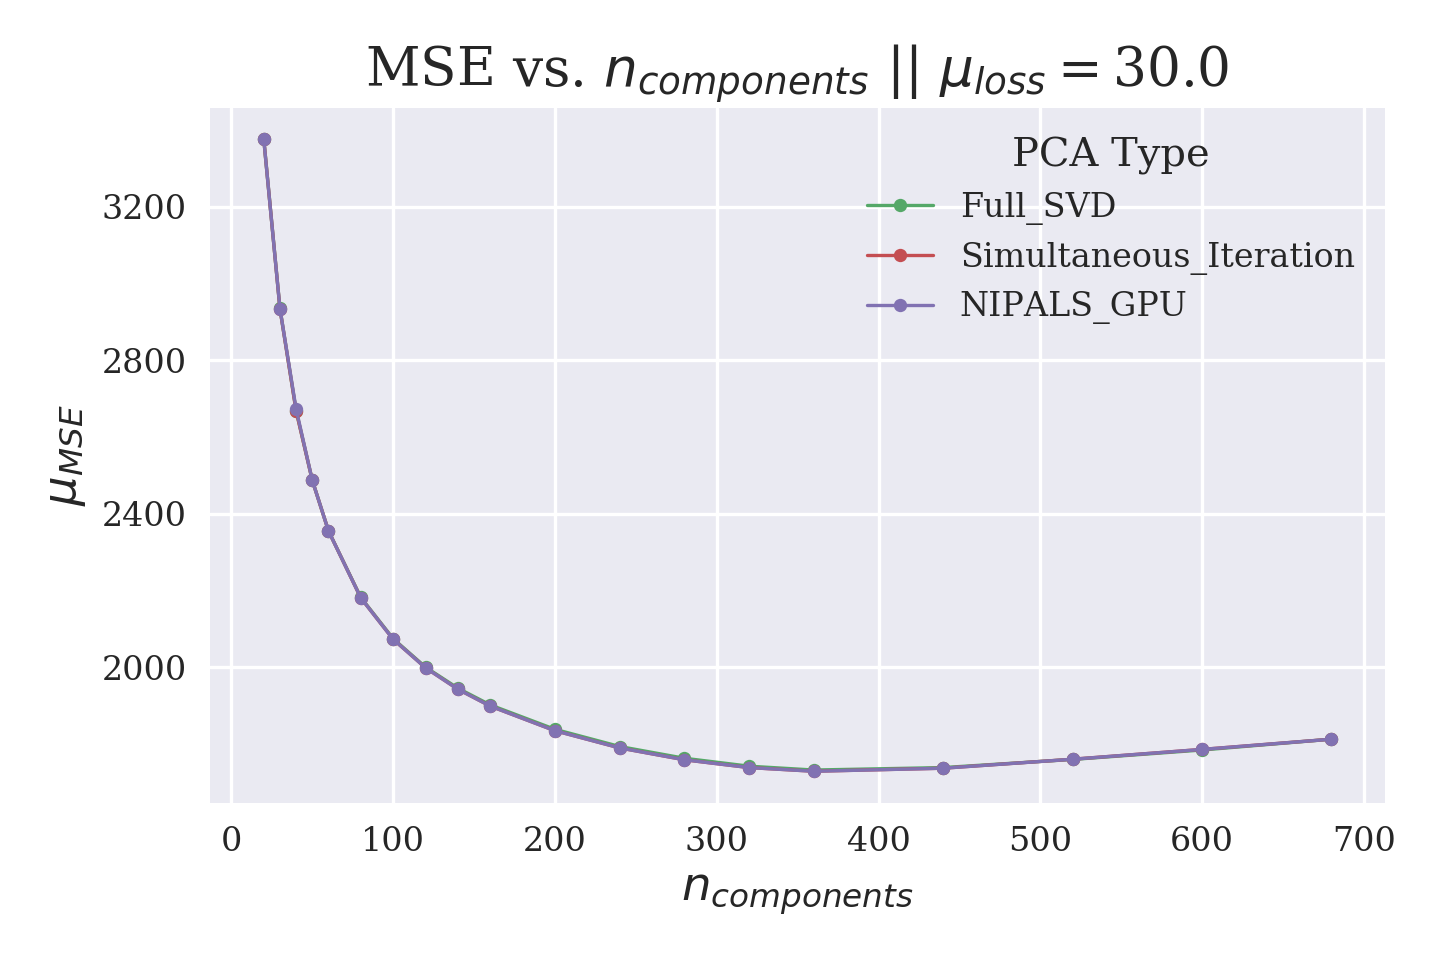 MSE vs. n_components || μ_loss = 30.0
PCA Type
Full_SVD
Simultaneous_Iteration
NIPALS_GPU
3200
2800
2400
2000
μ_MSE
0 100 200 300 400 500 600 700
n_components